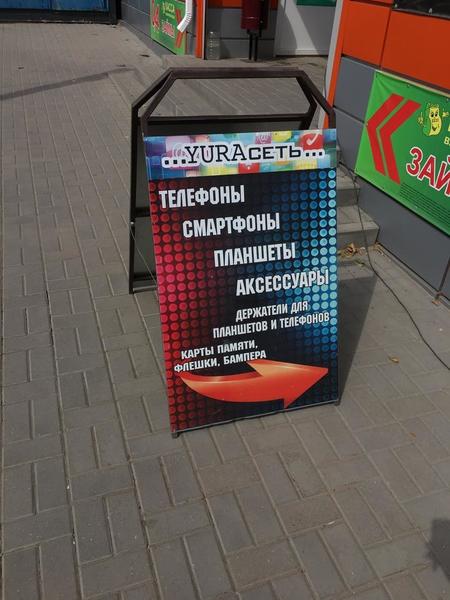 ...YURAсеть...
ТЕЛЕФОНЫ
СМАРТФОНЫ
ПЛАНШЕТЫ
АКСЕССУАРЫ
ДЕРЖАТЕЛИ ДЛЯ
ПЛАНШЕТОВ И ТЕЛЕФОНОВ
КАРТЫ ПАМЯТИ,
ФЛЕШКИ, БАМПЕРА